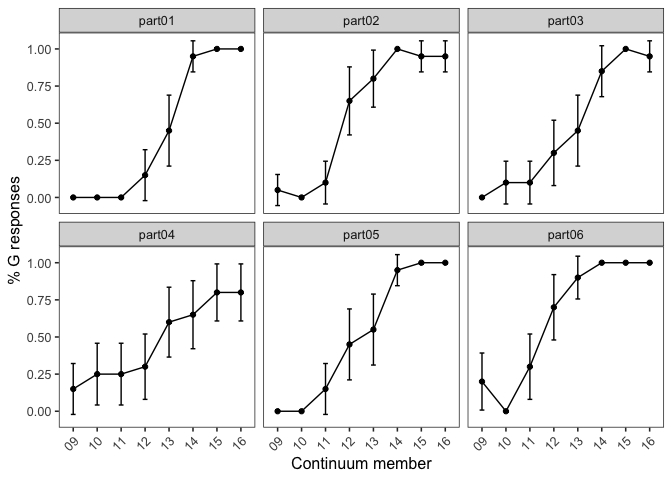 part01 part02 part03
1.00
0.75
0.50
0.25
0.00
% G responses
part04 part05 part06
1.00
0.75
0.50
0.25
0.00
09 10 11 12 13 14 15 16 09 10 11 12 13 14 15 16 09 10 11 12 13 14 15 16
Continuum member